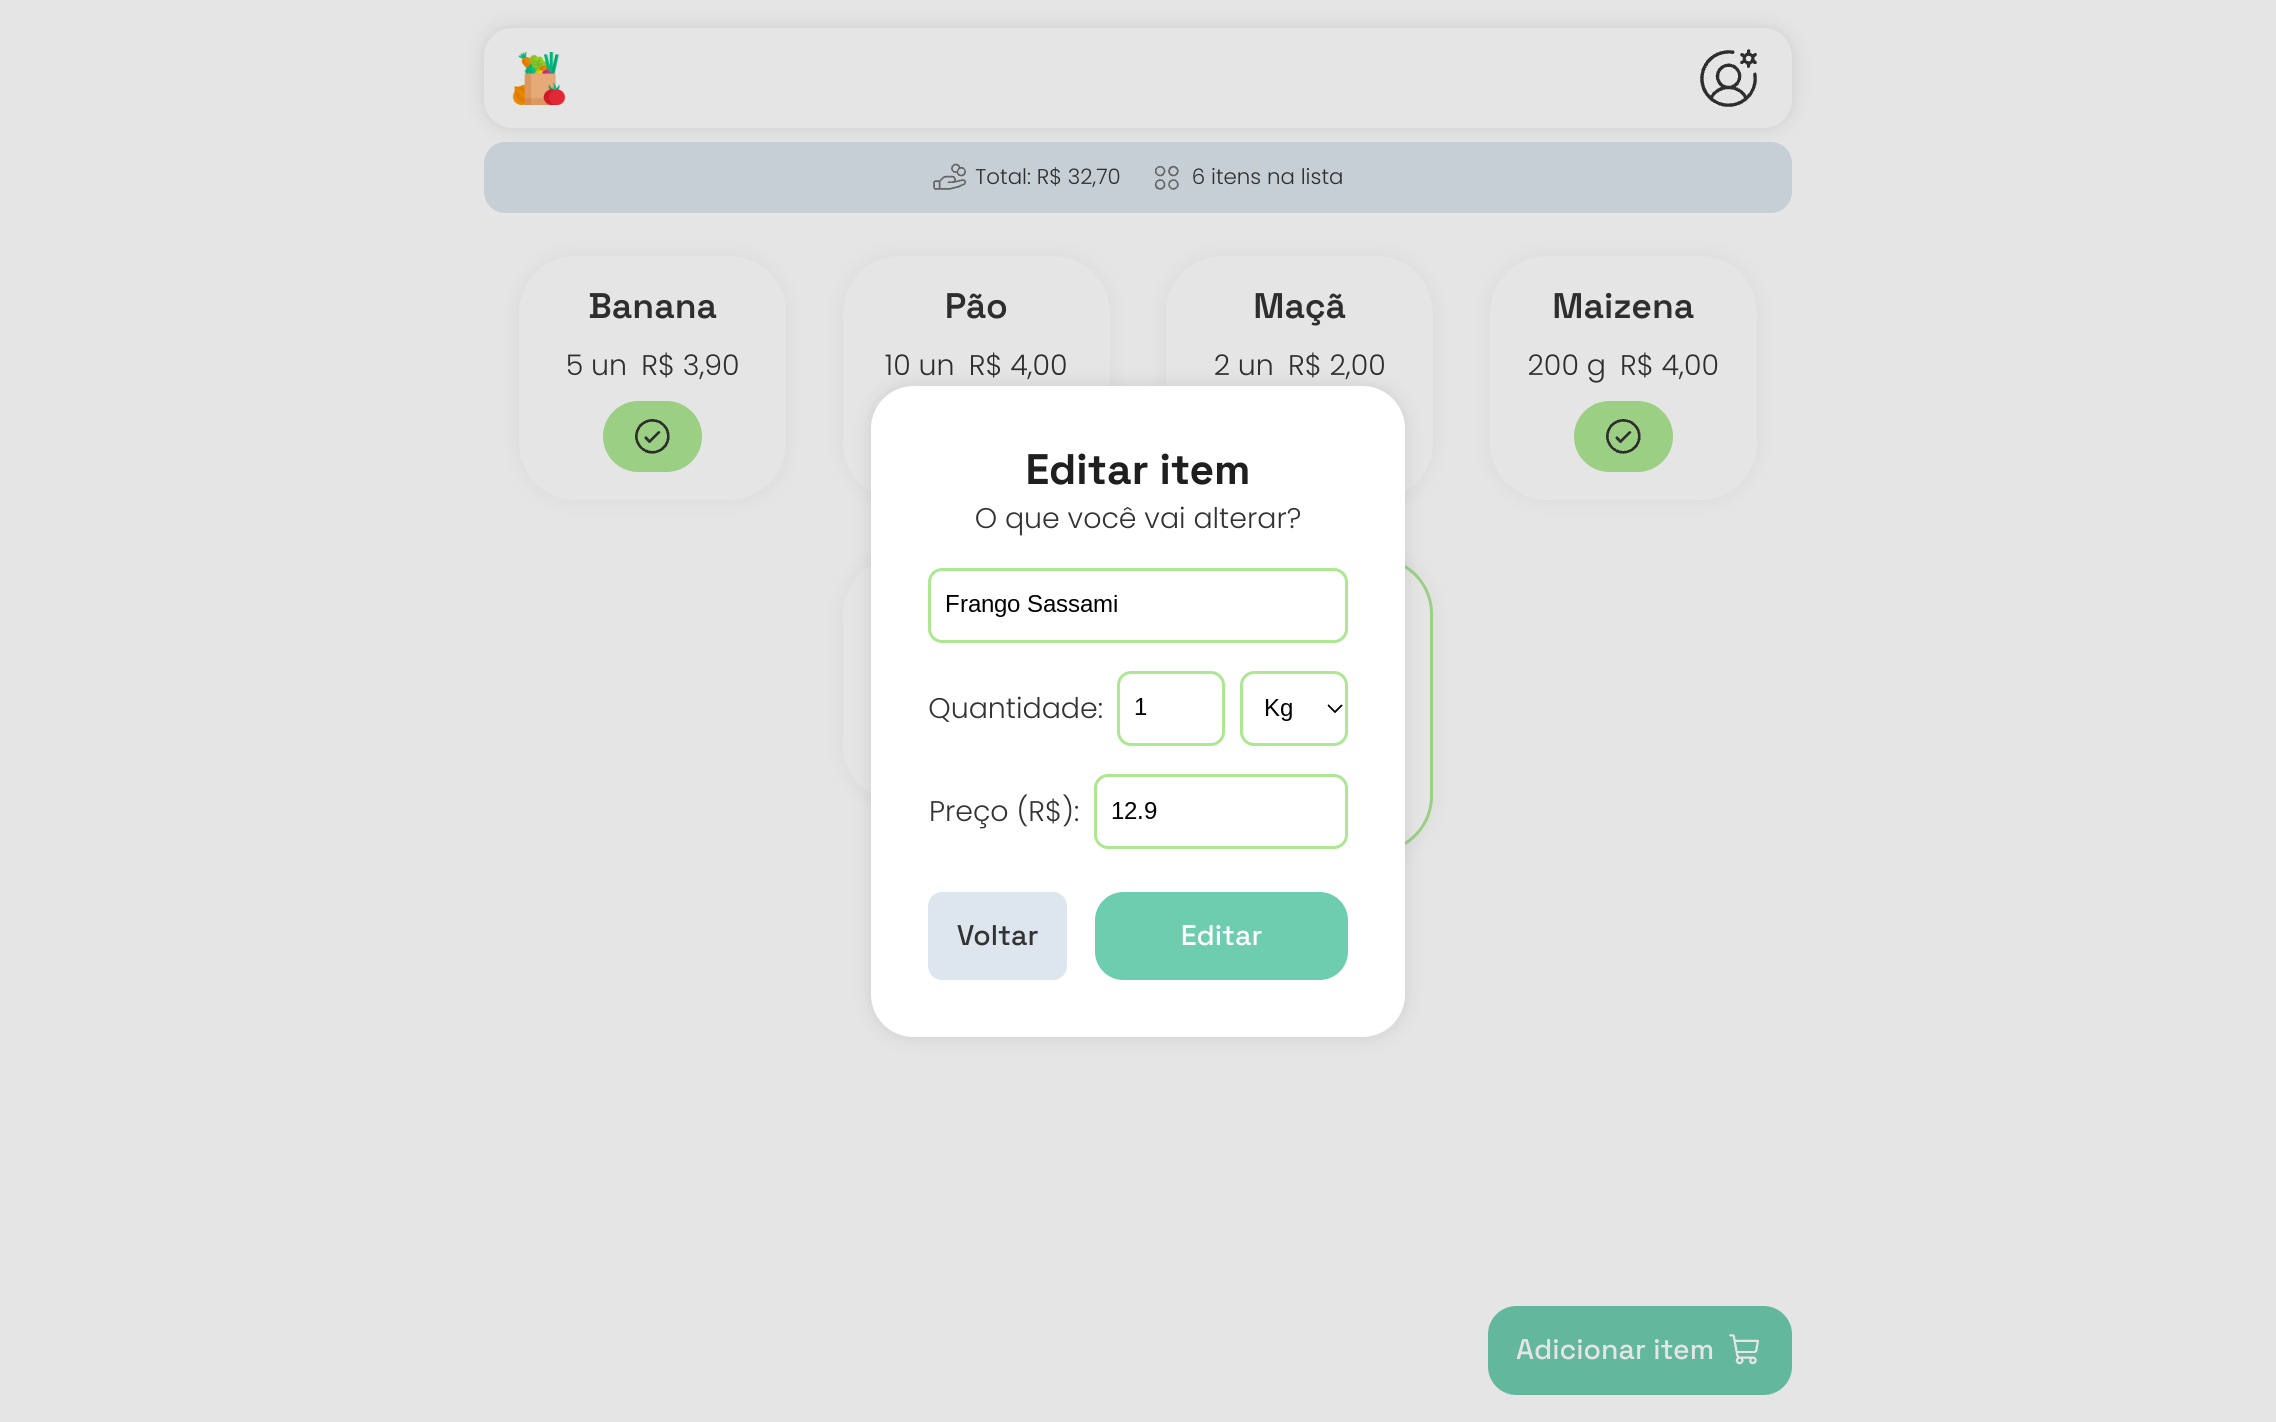 Total: R$ 32,70 6 itens na lista
Banana
5 un R$ 3,90
Pão
10 un R$ 4,00
Maçã
2 un R$ 2,00
Maizena
200 g R$ 4,00
Editar item
O que você vai alterar?
Frango Sassami
Quantidade: 1 Kg
Preço (R$): 12.9
Voltar Editar
Adicionar item